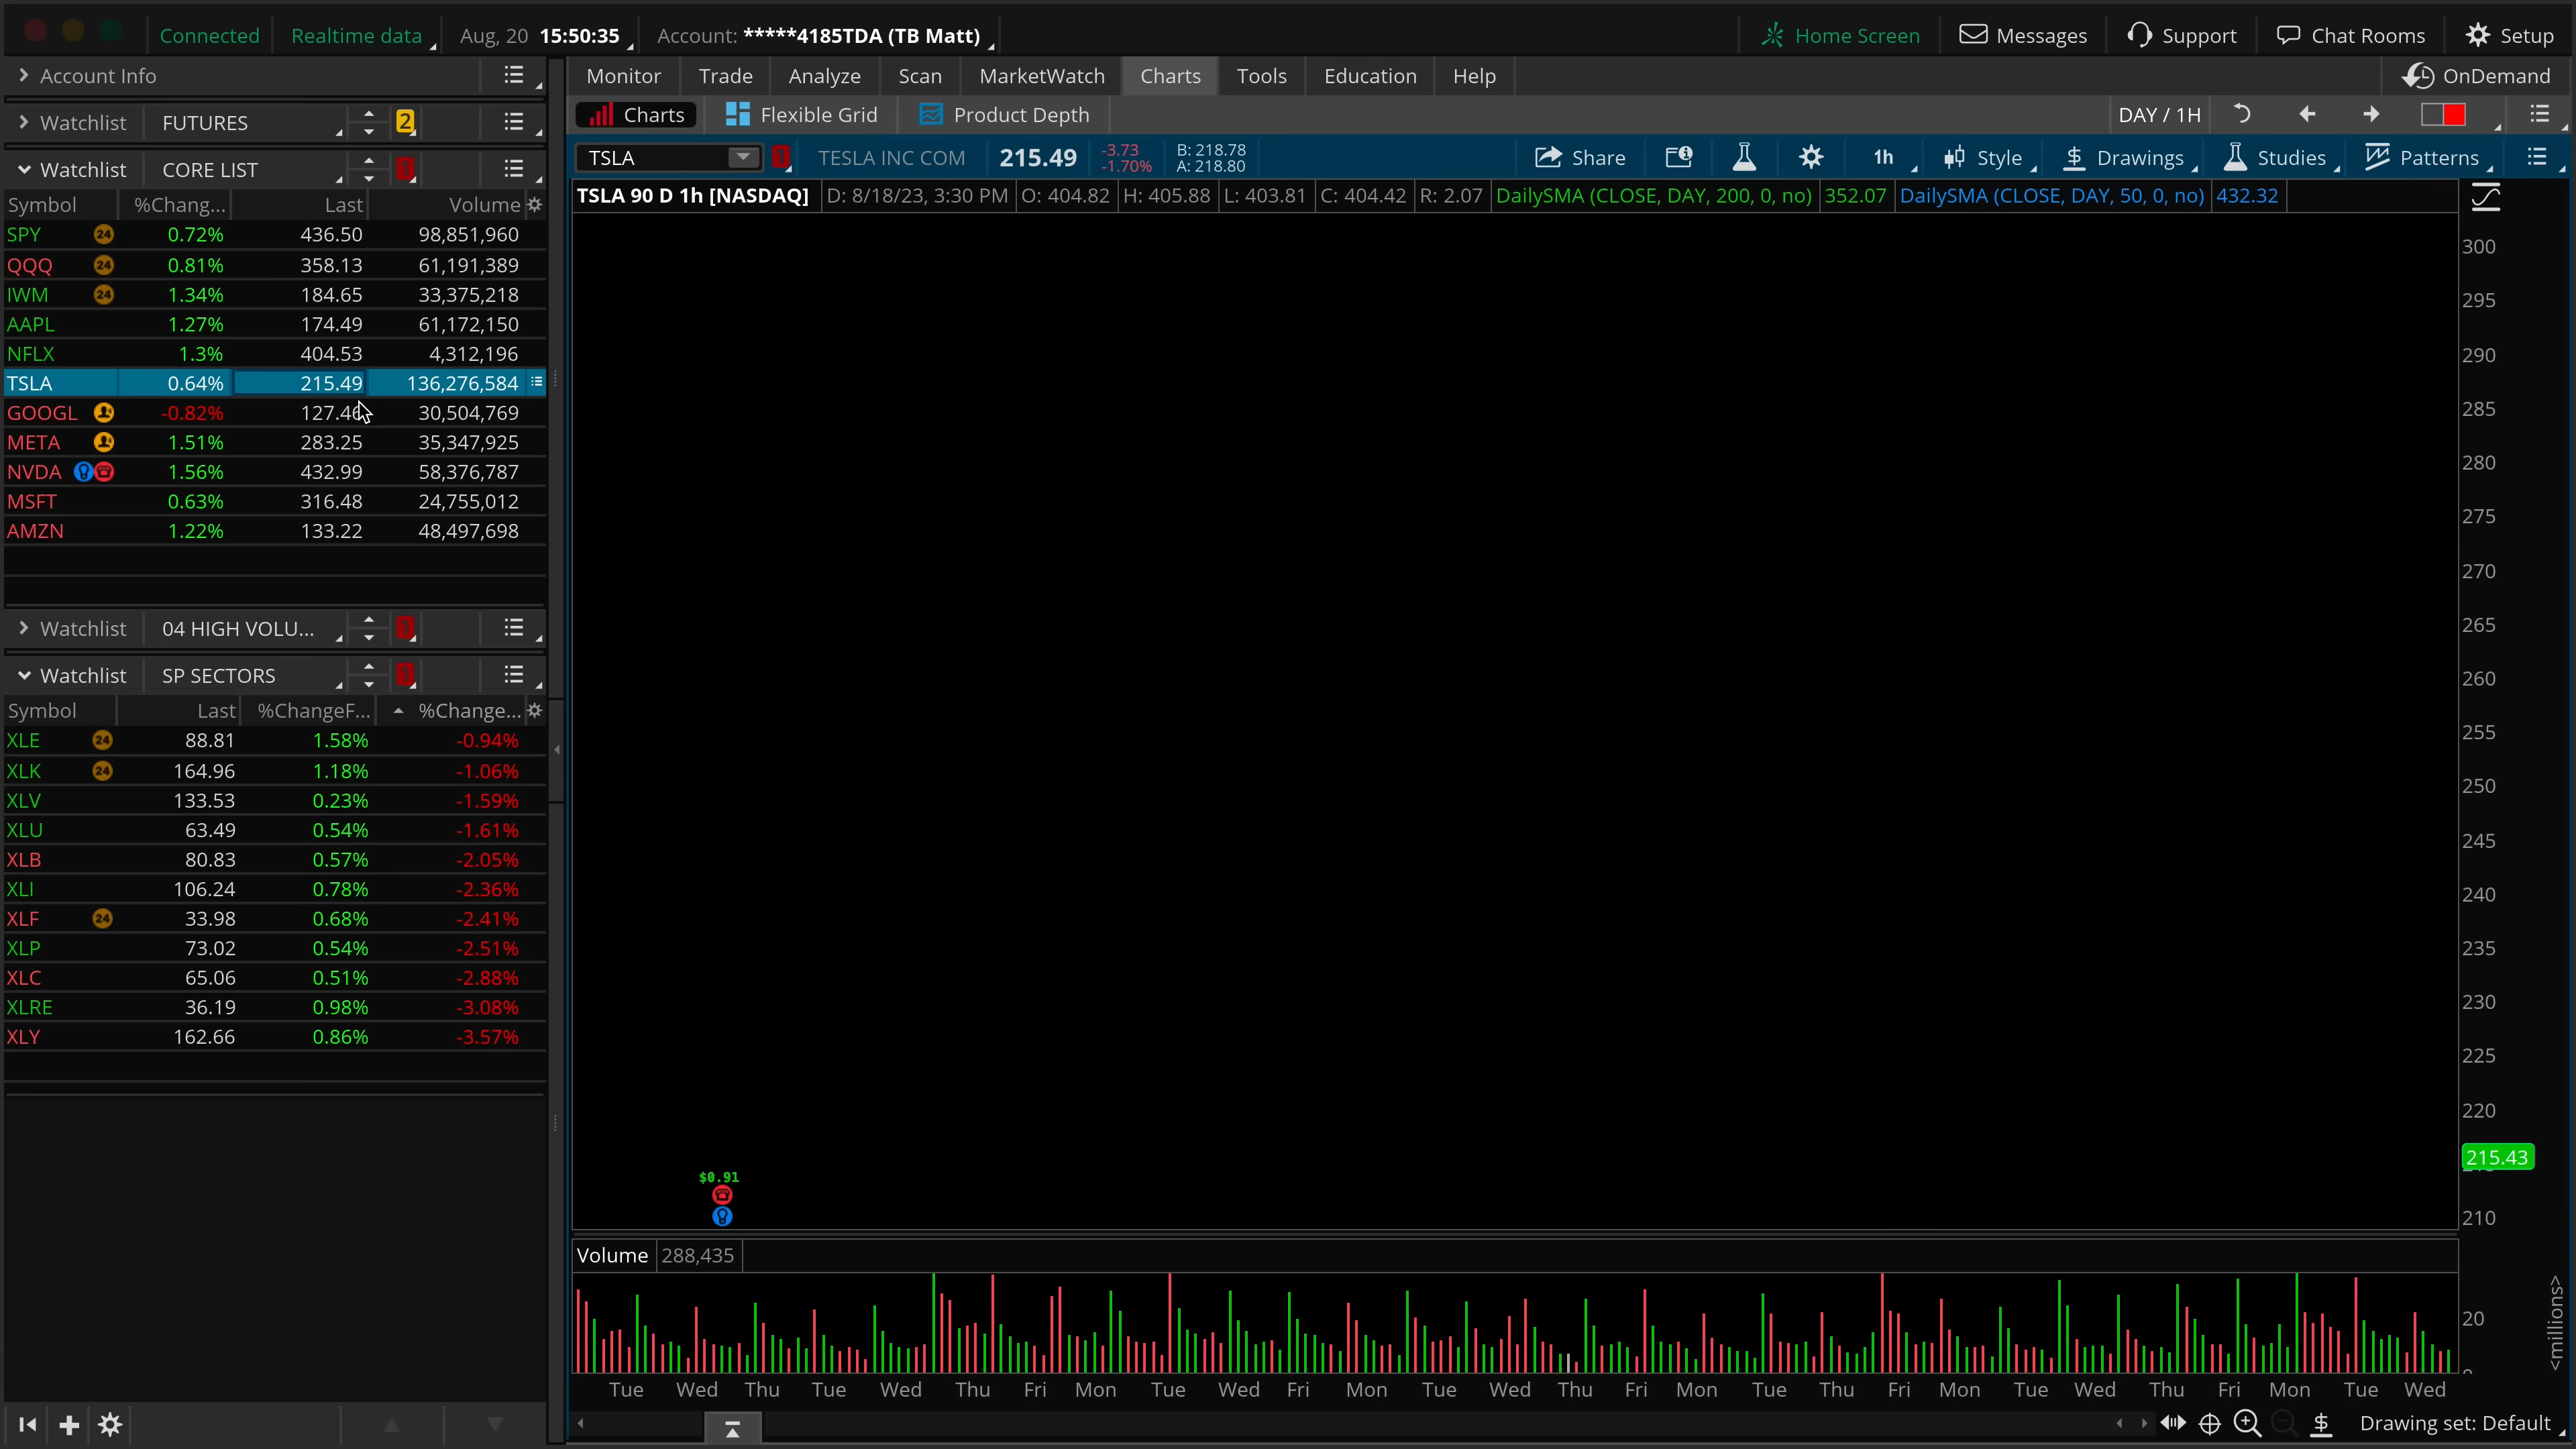 Connected Realtime data Aug, 20 15:50:35 Account: *****4185TDA (TB Matt) Home Screen Messages Support Chat Rooms Setup
Account Info
Monitor Trade Analyze Scan MarketWatch Charts Tools Education Help OnDemand
Watchlist FUTURES 2
Charts Flexible Grid Product Depth DAY / 1H
Watchlist CORE LIST 1
TSLA 1 TESLA INC COM 215.49 -3.73 -1.70% B: 218.78 A: 218.80 Share 1h Style Drawings Studies Patterns
TSLA 90 D 1h [NASDAQ] D: 8/18/23, 3:30 PM O: 404.82 H: 405.88 L: 403.81 C: 404.42 R: 2.07 DailySMA (CLOSE, DAY, 200, 0, no) 352.07 DailySMA (CLOSE, DAY, 50, 0, no) 432.32
Symbol %Chang... Last Volume
SPY 24 0.72% 436.50 98,851,960
QQQ 24 0.81% 358.13 61,191,389
IWM 24 1.34% 184.65 33,375,218
AAPL 1.27% 174.49 61,172,150
NFLX 1.3% 404.53 4,312,196
TSLA 0.64% 215.49 136,276,584
GOOGL -0.82% 127.46 30,504,769
META 1.51% 283.25 35,347,925
NVDA 1.56% 432.99 58,376,787
MSFT 0.63% 316.48 24,755,012
AMZN 1.22% 133.22 48,497,698
Watchlist 04 HIGH VOLU... 1
Watchlist SP SECTORS 1
Symbol Last %ChangeF... %Change...
XLE 24 88.81 1.58% -0.94%
XLK 24 164.96 1.18% -1.06%
XLV 133.53 0.23% -1.59%
XLU 63.49 0.54% -1.61%
XLB 80.83 0.57% -2.05%
XLI 106.24 0.78% -2.36%
XLF 24 33.98 0.68% -2.41%
XLP 73.02 0.54% -2.51%
XLC 65.06 0.51% -2.88%
XLRE 36.19 0.98% -3.08%
XLY 162.66 0.86% -3.57%
300
295
290
285
280
275
270
265
260
255
250
245
240
235
230
225
220
215.43
210
$0.91
Volume 288,435
20
<millions>
Tue Wed Thu Tue Wed Thu Fri Mon Tue Wed Fri Mon Tue Wed Thu Fri Mon Tue Thu Fri Mon Tue Wed Thu Fri Mon Tue Wed
Drawing set: Default